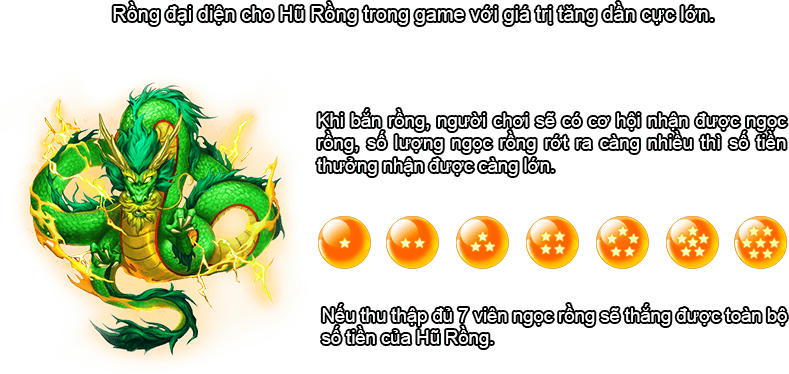 Rồng đại diện cho Hũ Rồng trong game với giá trị tăng dần cực lớn.
Khi bắn rồng, người chơi sẽ có cơ hội nhận được ngọc
rồng, số lượng ngọc rồng rớt ra càng nhiều thì số tiền
thưởng nhận được càng lớn.
Nếu thu thập đủ 7 viên ngọc rồng sẽ thắng được toàn bộ
số tiền của Hũ Rồng.